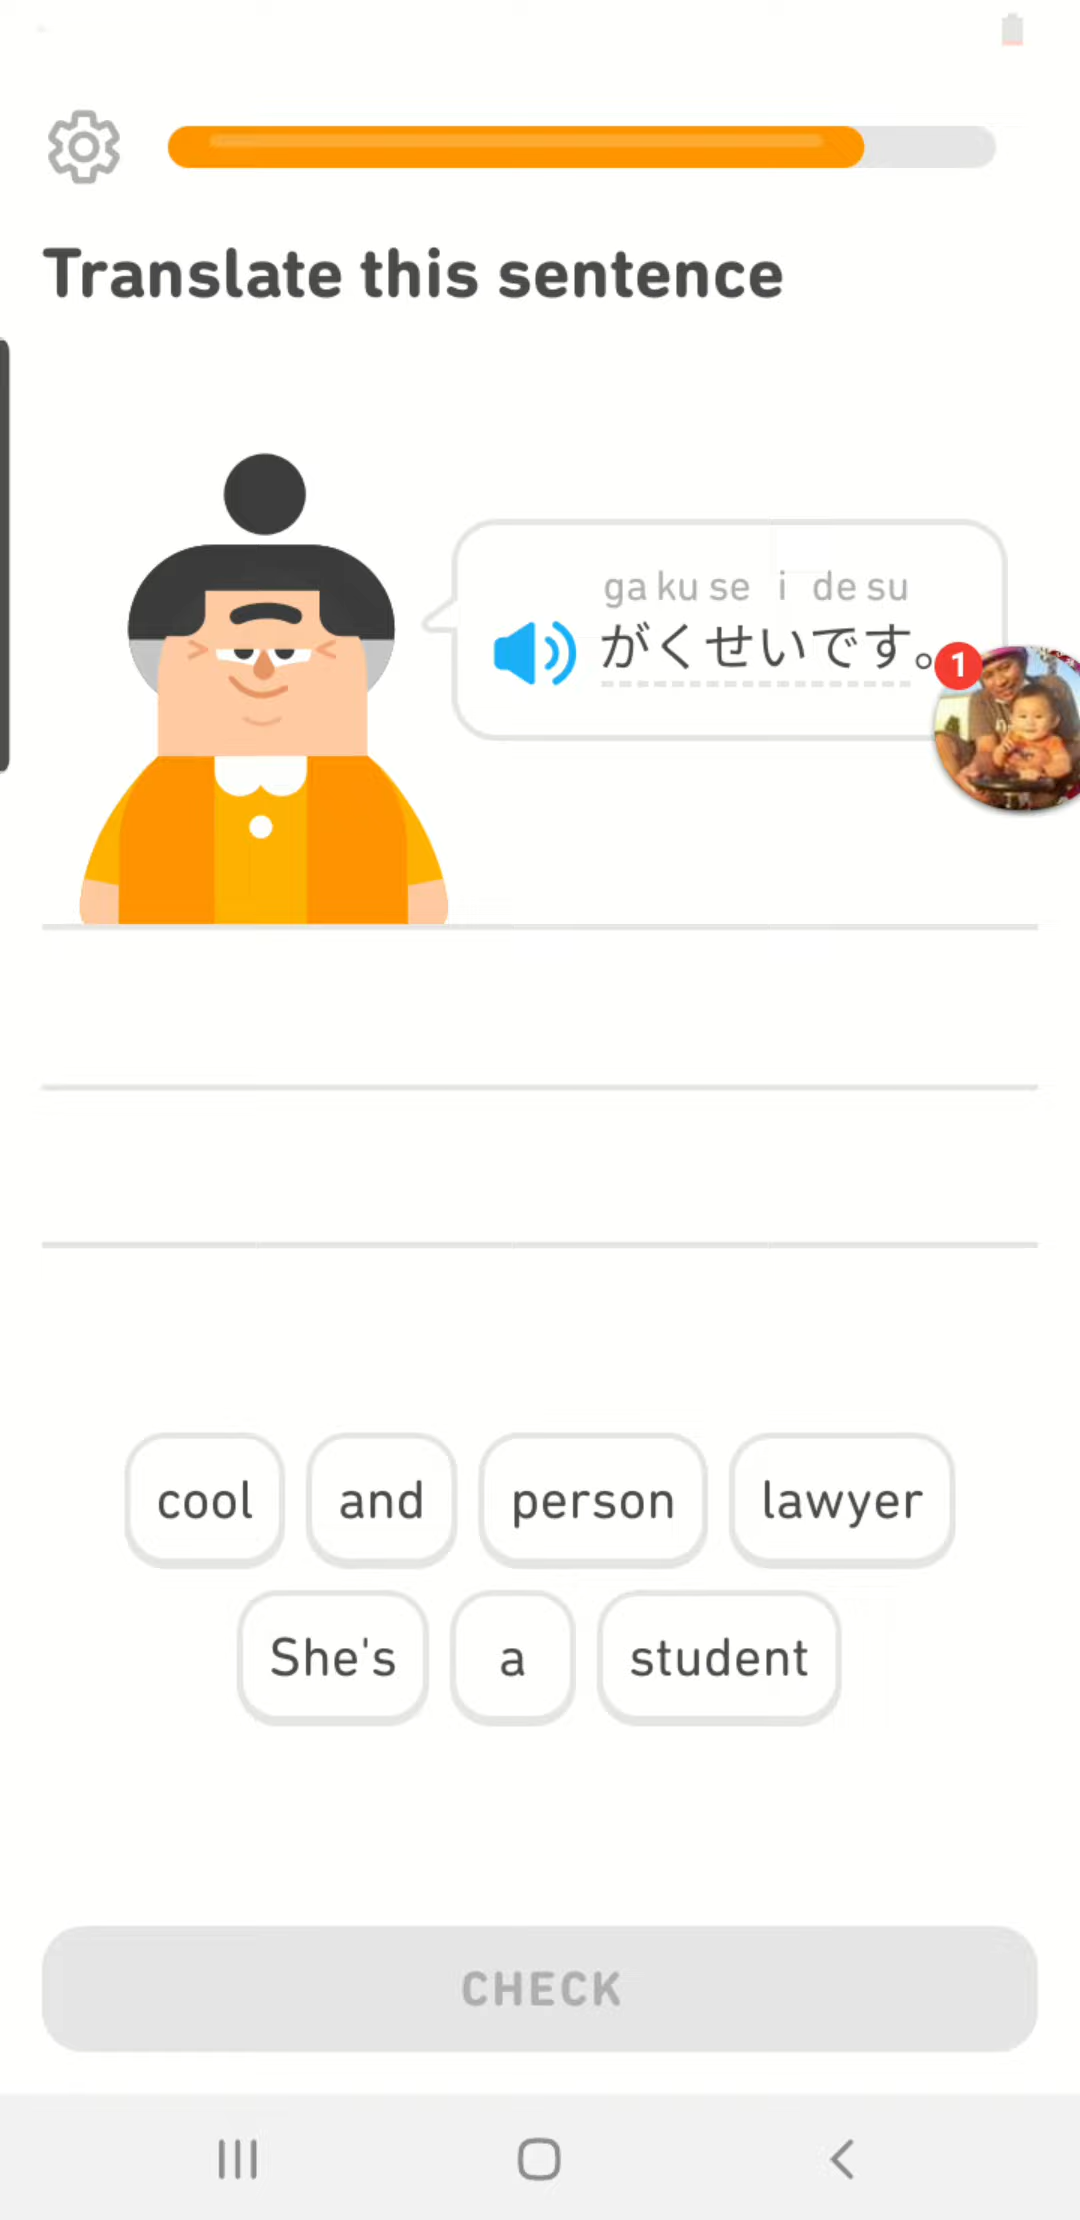 Translate this sentence
ga ku se i de su
がくせいです。
1
cool and person lawyer
She's a student
CHECK